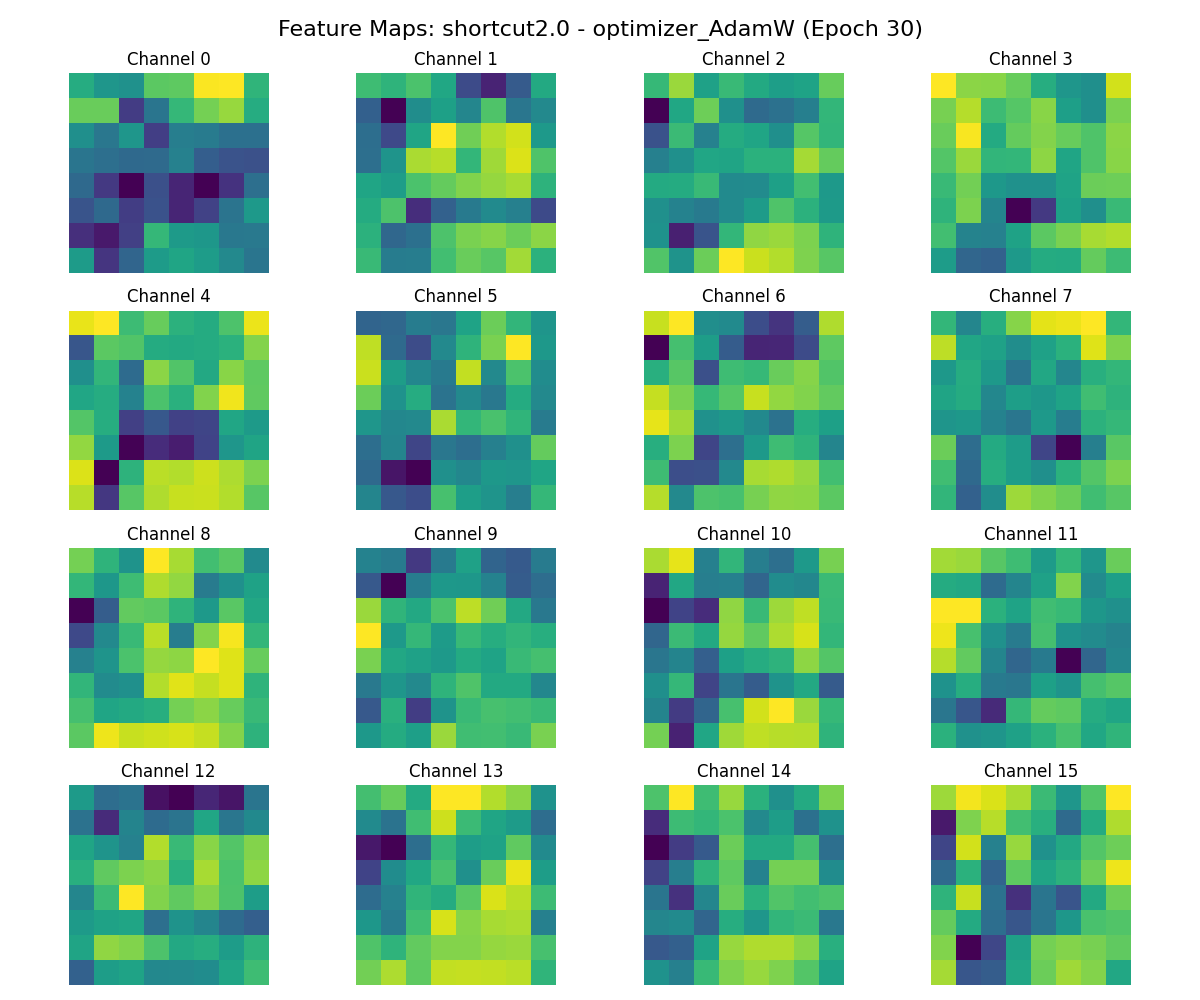 Feature Maps: shortcut2.0 - optimizer_AdamW (Epoch 30)
Channel 0
Channel 1
Channel 2
Channel 3
Channel 4
Channel 5
Channel 6
Channel 7
Channel 8
Channel 9
Channel 10
Channel 11
Channel 12
Channel 13
Channel 14
Channel 15